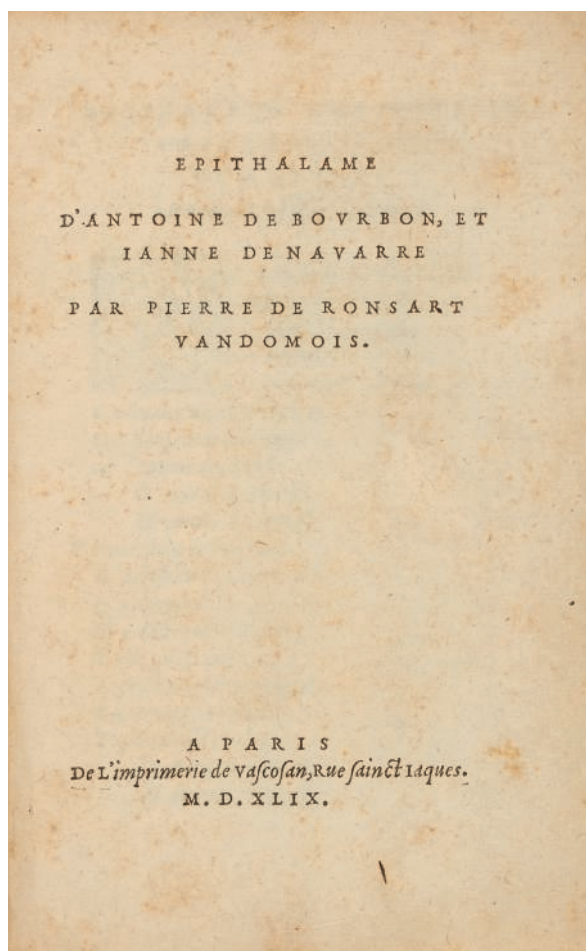 EPITHALAME
D'ANTOINE DE BOVRBON, ET
IANNE DE NAVARRE
PAR PIERRE DE RONSART
VANDOMOIS.
A PARIS
De L'imprimerie de Vaſcoſan, Rue ſainct Iaques.
M. D. XLIX.